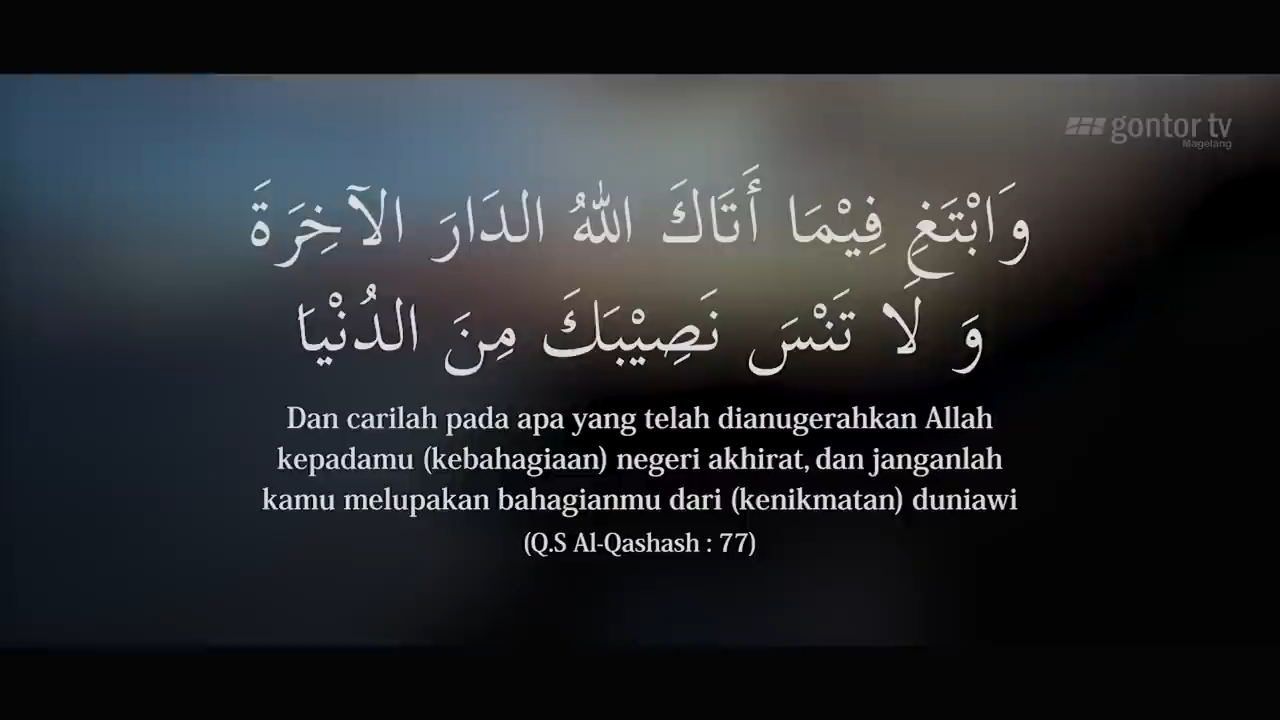 gontor tv
Magelang
وَابْتَغِ فِيْمَا أَتَاكَ اللهُ الدَارَ الآخِرَةَ
وَ لَا تَنْسَ نَصِيْبَكَ مِنَ الدُنْيَا
Dan carilah pada apa yang telah dianugerahkan Allah
kepadamu (kebahagiaan) negeri akhirat, dan janganlah
kamu melupakan bahagianmu dari (kenikmatan) duniawi
(Q.S Al-Qashash : 77)